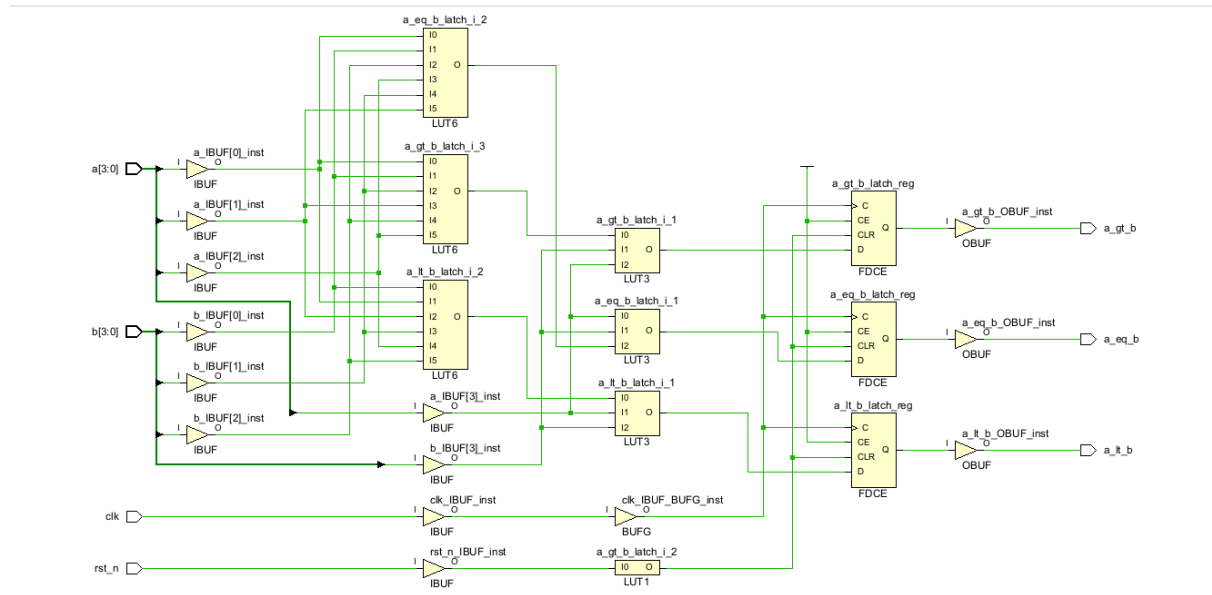 a_eq_b_latch_i_2
I0
I1
I2
O
I3
I4
I5
LUT6
a_gt_b_latch_i_3
I0
I1
I2
O
I3
I4
I5
LUT6
a_lt_b_latch_i_2
I0
I1
I2
O
I3
I4
I5
LUT6
a[3:0]
a_IBUF[0]_inst
I
O
IBUF
a_IBUF[1]_inst
I
O
IBUF
a_IBUF[2]_inst
I
O
IBUF
b[3:0]
b_IBUF[0]_inst
I
O
IBUF
b_IBUF[1]_inst
I
O
IBUF
b_IBUF[2]_inst
I
O
IBUF
a_IBUF[3]_inst
I
O
IBUF
b_IBUF[3]_inst
I
O
IBUF
clk
clk_IBUF_inst
I
O
IBUF
clk_IBUF_BUFG_inst
I
O
BUFG
rst_n
rst_n_IBUF_inst
I
O
IBUF
a_gt_b_latch_i_2
I0
O
LUT1
a_gt_b_latch_i_1
I0
I1
O
I2
LUT3
a_eq_b_latch_i_1
I0
I1
O
I2
LUT3
a_lt_b_latch_i_1
I0
I1
O
I2
LUT3
a_gt_b_latch_reg
C
CE
Q
CLR
D
FDCE
a_eq_b_latch_reg
C
CE
Q
CLR
D
FDCE
a_lt_b_latch_reg
C
CE
Q
CLR
D
FDCE
a_gt_b_OBUF_inst
I
O
OBUF
a_gt_b
a_eq_b_OBUF_inst
I
O
OBUF
a_eq_b
a_lt_b_OBUF_inst
I
O
OBUF
a_lt_b